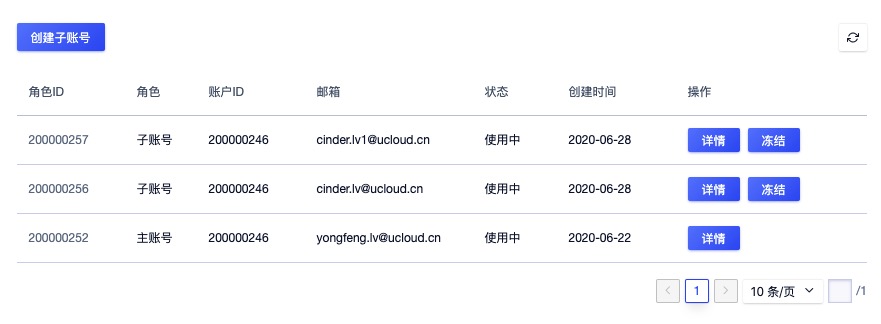 创建子账号
角色ID 角色 账户ID 邮箱 状态 创建时间 操作
200000257 子账号 200000246 cinder.lv1@ucloud.cn 使用中 2020-06-28 详情 冻结
200000256 子账号 200000246 cinder.lv@ucloud.cn 使用中 2020-06-28 详情 冻结
200000252 主账号 200000246 yongfeng.lv@ucloud.cn 使用中 2020-06-22 详情
1 10 条/页 /1